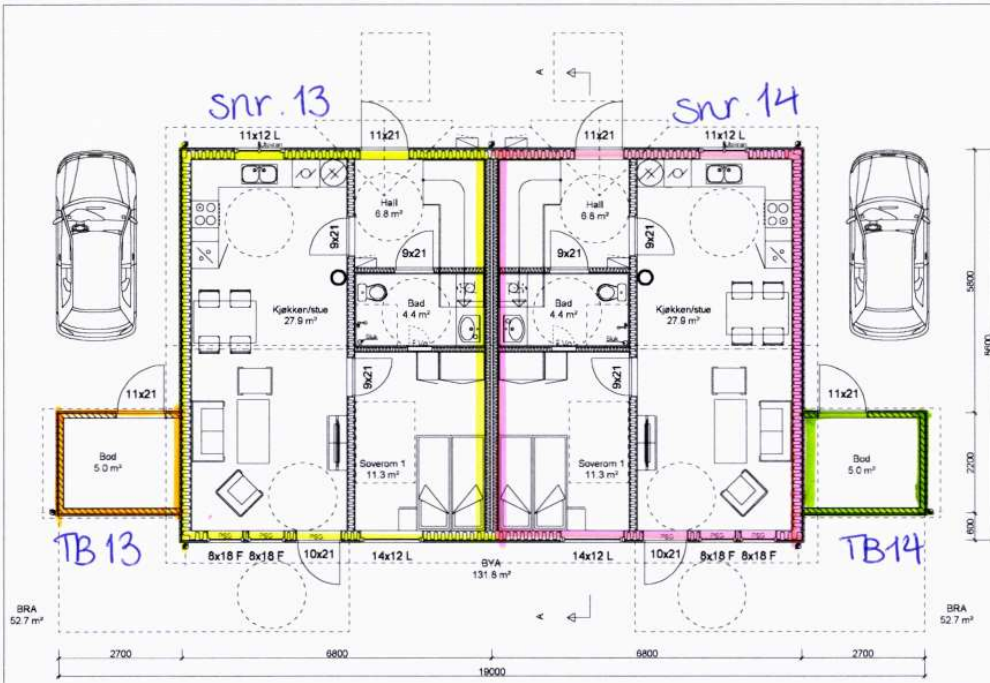 snr. 13
snr. 14
11x12 L
11x21
11x21
11x12 L
A
Hall
6.8 m²
Hall
6.8 m²
9x21
9x21
9x21
9x21
Bad
4.4 m²
Bad
4.4 m²
Kjøkken/stue
27.9 m²
Kjøkken/stue
27.9 m²
5800
8600
9x21
9x21
11x21
11x21
Bod
5.0 m²
Soverom 1
11.3 m²
Soverom 1
11.3 m²
Bod
5.0 m²
2200
600
TB 13
TB 14
8x18 F
8x18 F
10x21
14x12 L
14x12 L
10x21
8x18 F
8x18 F
BYA
131.8 m²
A
BRA
52.7 m²
BRA
52.7 m²
2700
6800
6800
2700
19000